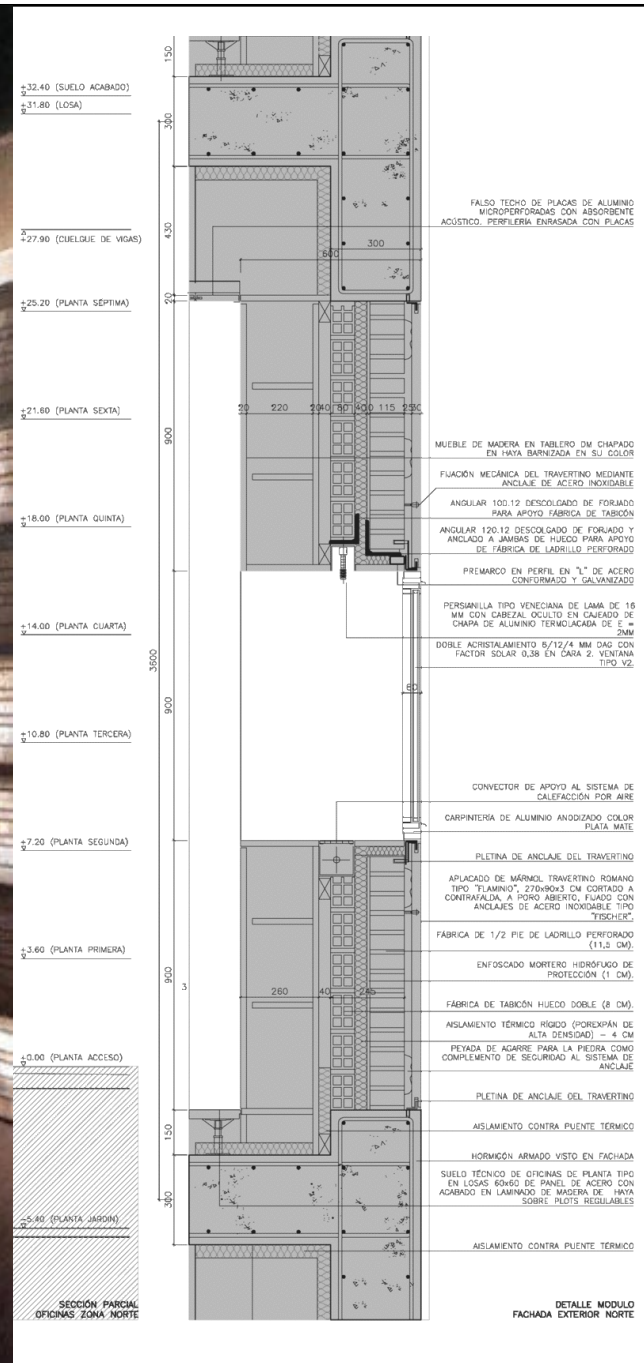 +32.40 (SUELO ACABADO)
+31.80 (LOSA)
+27.90 (CUELGUE DE VIGAS)
+25.20 (PLANTA SÉPTIMA)
+21.60 (PLANTA SEXTA)
+18.00 (PLANTA QUINTA)
+14.00 (PLANTA CUARTA)
+10.80 (PLANTA TERCERA)
+7.20 (PLANTA SEGUNDA)
+3.60 (PLANTA PRIMERA)
+0.00 (PLANTA ACCESO)
-5.40 (PLANTA JARDIN)
SECCIÓN PARCIAL
OFICINAS ZONA NORTE
150
300
430
20
900
3600
900
900
3
150
300
300
600
20 220 20 40 80 40 115 25 30
80
260 40 245
FALSO TECHO DE PLACAS DE ALUMINIO
MICROPERFORADAS CON ABSORBENTE
ACÚSTICO. PERFILERÍA ENRASADA CON PLACAS
MUEBLE DE MADERA EN TABLERO DM CHAPADO
EN HAYA BARNIZADA EN SU COLOR
FIJACIÓN MECÁNICA DEL TRAVERTINO MEDIANTE
ANCLAJE DE ACERO INOXIDABLE
ANGULAR 100.12 DESCOLGADO DE FORJADO
PARA APOYO FÁBRICA DE TABICÓN
ANGULAR 120.12 DESCOLGADO DE FORJADO Y
ANCLADO A JAMBAS DE HUECO PARA APOYO
DE FÁBRICA DE LADRILLO PERFORADO
PREMARCO EN PERFIL EN "L" DE ACERO
CONFORMADO Y GALVANIZADO
PERSIANILLA TIPO VENECIANA DE LAMA DE 16
MM CON CABEZAL OCULTO EN CAJEADO DE
CHAPA DE ALUMINIO TERMOLACADA DE E =
2MM
DOBLE ACRISTALAMIENTO 6/12/4 MM DAG CON
FACTOR SOLAR 0,38 EN CARA 2. VENTANA
TIPO V2.
CONVECTOR DE APOYO AL SISTEMA DE
CALEFACCIÓN POR AIRE
CARPINTERÍA DE ALUMINIO ANODIZADO COLOR
PLATA MATE
PLETINA DE ANCLAJE DEL TRAVERTINO
APLACADO DE MÁRMOL TRAVERTINO ROMANO
TIPO "FLAMINIO", 270x90x3 CM CORTADO A
CONTRAFALDA, A PORO ABIERTO, FIJADO CON
ANCLAJES DE ACERO INOXIDABLE TIPO
"FISCHER".
FÁBRICA DE 1/2 PIE DE LADRILLO PERFORADO
(11,5 CM).
ENFOSCADO MORTERO HIDRÓFUGO DE
PROTECCIÓN (1 CM).
FÁBRICA DE TABICÓN HUECO DOBLE (8 CM).
AISLAMIENTO TÉRMICO RÍGIDO (POREXPÁN DE
ALTA DENSIDAD) – 4 CM
PEYADA DE AGARRE PARA LA PIEDRA COMO
COMPLEMENTO DE SEGURIDAD AL SISTEMA DE
ANCLAJE
PLETINA DE ANCLAJE DEL TRAVERTINO
AISLAMIENTO CONTRA PUENTE TÉRMICO
HORMIGÓN ARMADO VISTO EN FACHADA
SUELO TÉCNICO DE OFICINAS DE PLANTA TIPO
EN LOSAS 60x60 DE PANEL DE ACERO CON
ACABADO EN LAMINADO DE MADERA DE HAYA
SOBRE PLOTS REGULABLES
AISLAMIENTO CONTRA PUENTE TÉRMICO
DETALLE MODULO
FACHADA EXTERIOR NORTE